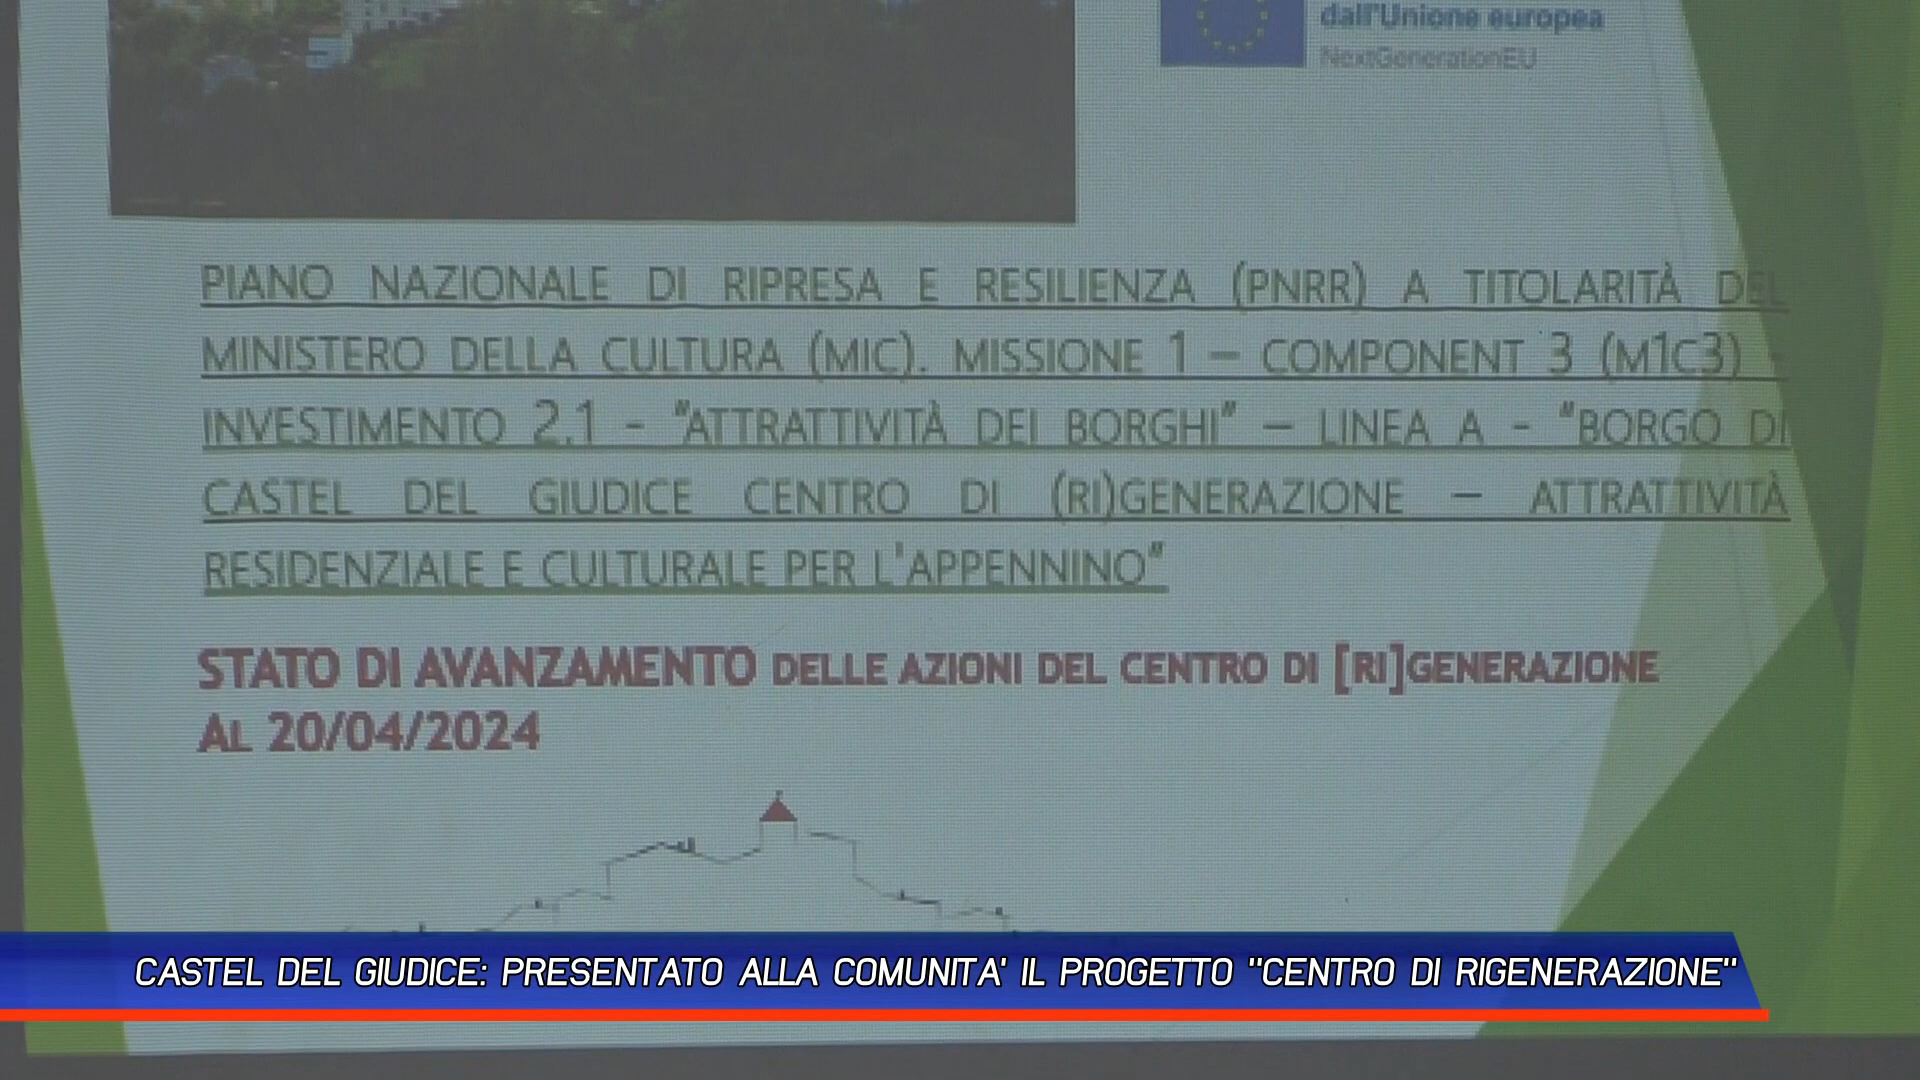 dall'Unione europea
NextGenerationEU
PIANO NAZIONALE DI RIPRESA E RESILIENZA (PNRR) A TITOLARITÀ DEL
MINISTERO DELLA CULTURA (MIC). MISSIONE 1 – COMPONENT 3 (M1C3) -
INVESTIMENTO 2.1 - "ATTRATTIVITÀ DEI BORGHI" – LINEA A - "BORGO DI
CASTEL DEL GIUDICE CENTRO DI (RI)GENERAZIONE – ATTRATTIVITÀ
RESIDENZIALE E CULTURALE PER L'APPENNINO"
STATO DI AVANZAMENTO DELLE AZIONI DEL CENTRO DI [RI]GENERAZIONE
AL 20/04/2024
CASTEL DEL GIUDICE: PRESENTATO ALLA COMUNITA' IL PROGETTO "CENTRO DI RIGENERAZIONE"